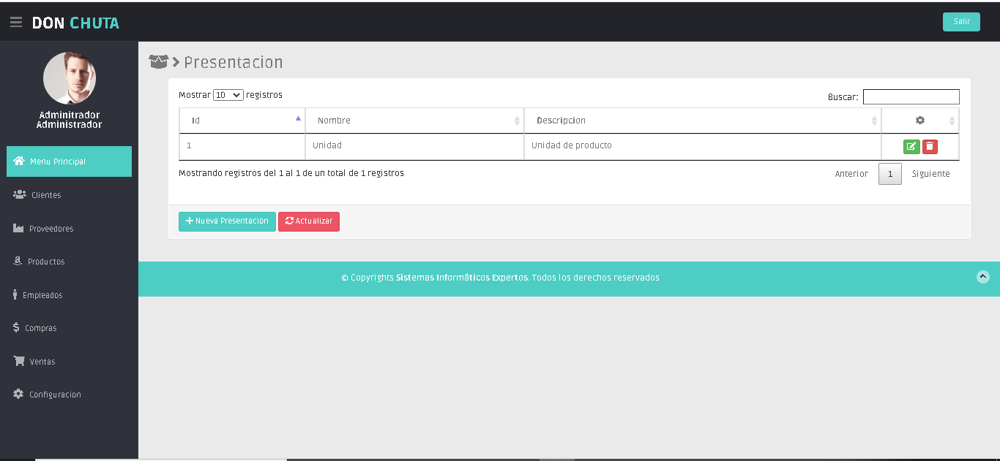 DON CHUTA
Salir
Adminitrador
Administrador
Menu Principal
Clientes
Proveedores
Productos
Empleados
Compras
Ventas
Configuracion
Presentacion
Mostrar 10 registros
Buscar:
Id Nombre Descripcion
1 Unidad Unidad de producto
Mostrando registros del 1 al 1 de un total de 1 registros
Anterior 1 Siguiente
Nueva Presentacion Actualizar
© Copyrights Sistemas Informáticos Expertos. Todos los derechos reservados